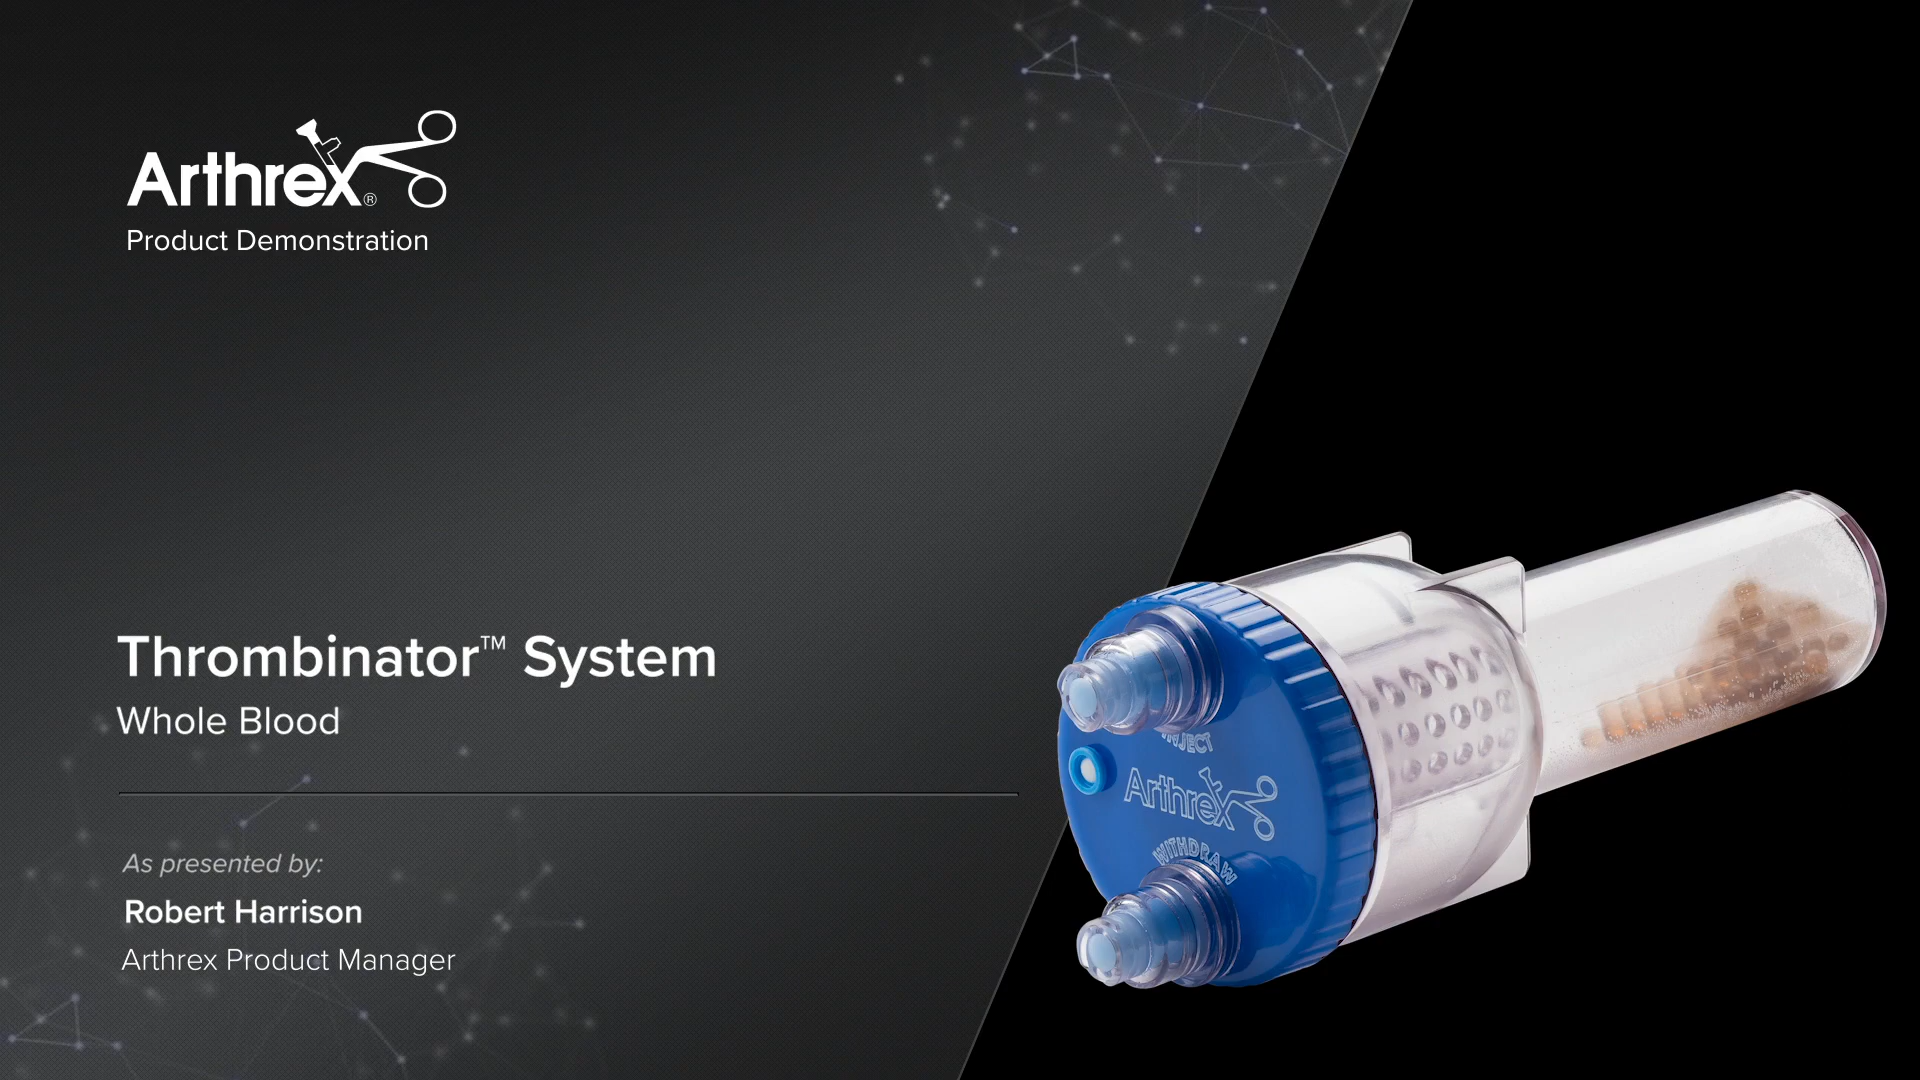 Arthrex®
Product Demonstration
Thrombinator™ System
Whole Blood
As presented by:
Robert Harrison
Arthrex Product Manager
INJECT
Arthrex
WITHDRAW